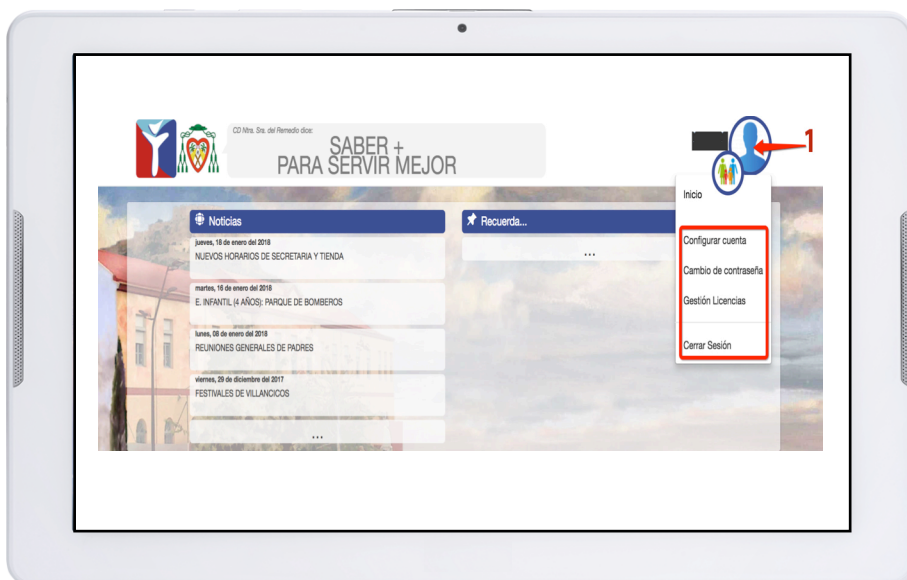 CD Ntra. Sra. del Remedio dice:
SABER +
PARA SERVIR MEJOR
1
Inicio
Configurar cuenta
Cambio de contraseña
Gestión Licencias
Cerrar Sesión
Noticias
jueves, 18 de enero del 2018
NUEVOS HORARIOS DE SECRETARIA Y TIENDA
martes, 16 de enero del 2018
E. INFANTIL (4 AÑOS): PARQUE DE BOMBEROS
lunes, 08 de enero del 2018
REUNIONES GENERALES DE PADRES
viernes, 29 de diciembre del 2017
FESTIVALES DE VILLANCICOS
...
Recuerda...
...